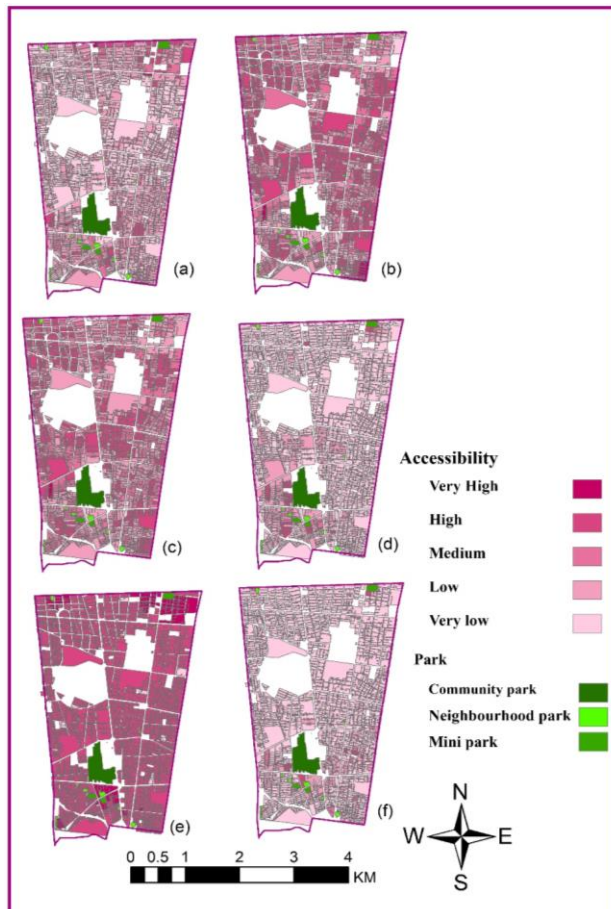 (a)
(b)
(c)
(d)
(e)
(f)
Accessibility
Very High
High
Medium
Low
Very low
Park
Community park
Neighbourhood park
Mini park
N
W E
S
0 0.5 1 2 3 4
KM